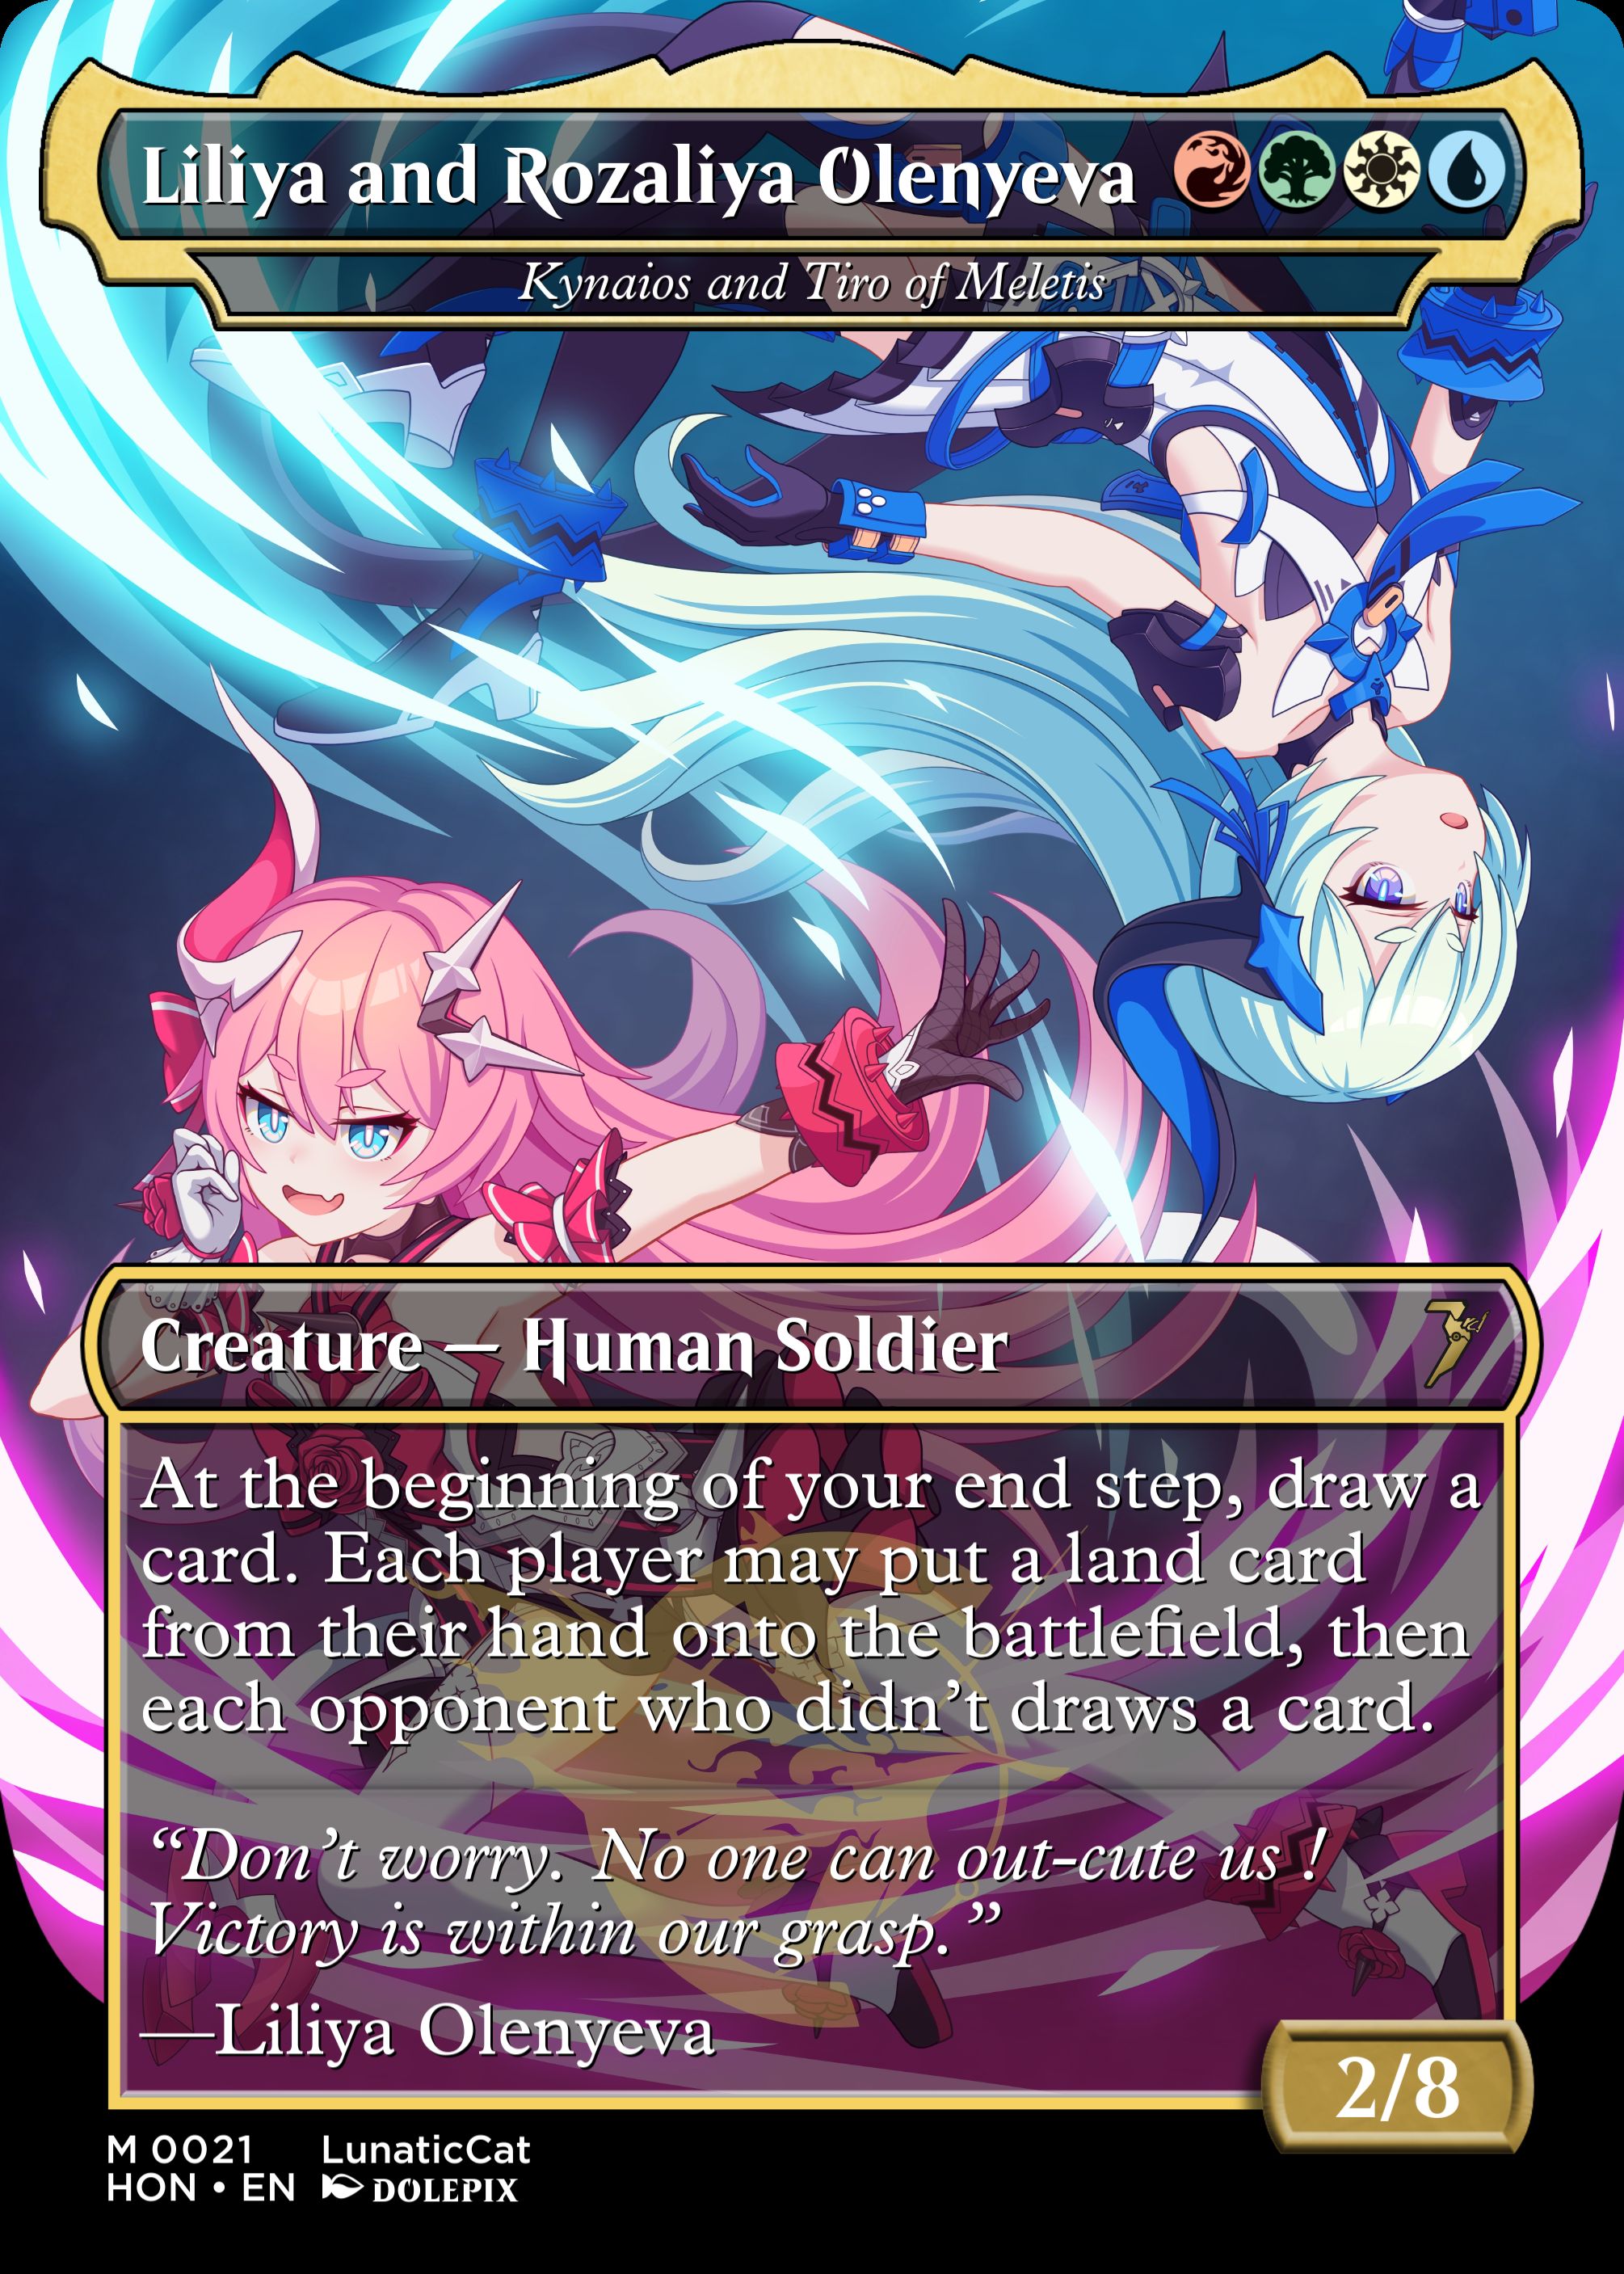 Liliya and Rozaliya Olenyeva
Kynaios and Tiro of Meletis
Creature — Human Soldier
At the beginning of your end step, draw a
card. Each player may put a land card
from their hand onto the battlefield, then
each opponent who didn’t draws a card.
“Don’t worry. No one can out-cute us !
Victory is within our grasp.”
—Liliya Olenyeva
2/8
M 0021 LunaticCat
HON • EN DOLEPIX